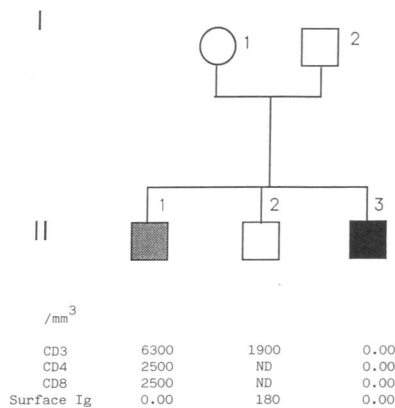 I
1 2
1 2 3
II
/mm3
CD3 6300 1900 0.00
CD4 2500 ND 0.00
CD8 2500 ND 0.00
Surface Ig 0.00 180 0.00